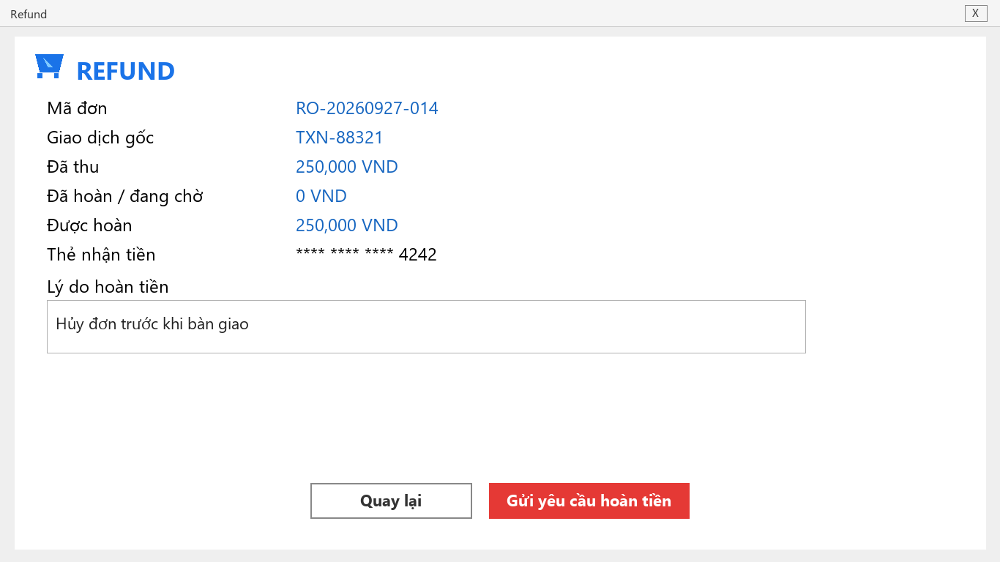 Refund
X
REFUND
Mã đơn RO-20260927-014
Giao dịch gốc TXN-88321
Đã thu 250,000 VND
Đã hoàn / đang chờ 0 VND
Được hoàn 250,000 VND
Thẻ nhận tiền **** **** **** 4242
Lý do hoàn tiền
Hủy đơn trước khi bàn giao
Quay lại
Gửi yêu cầu hoàn tiền